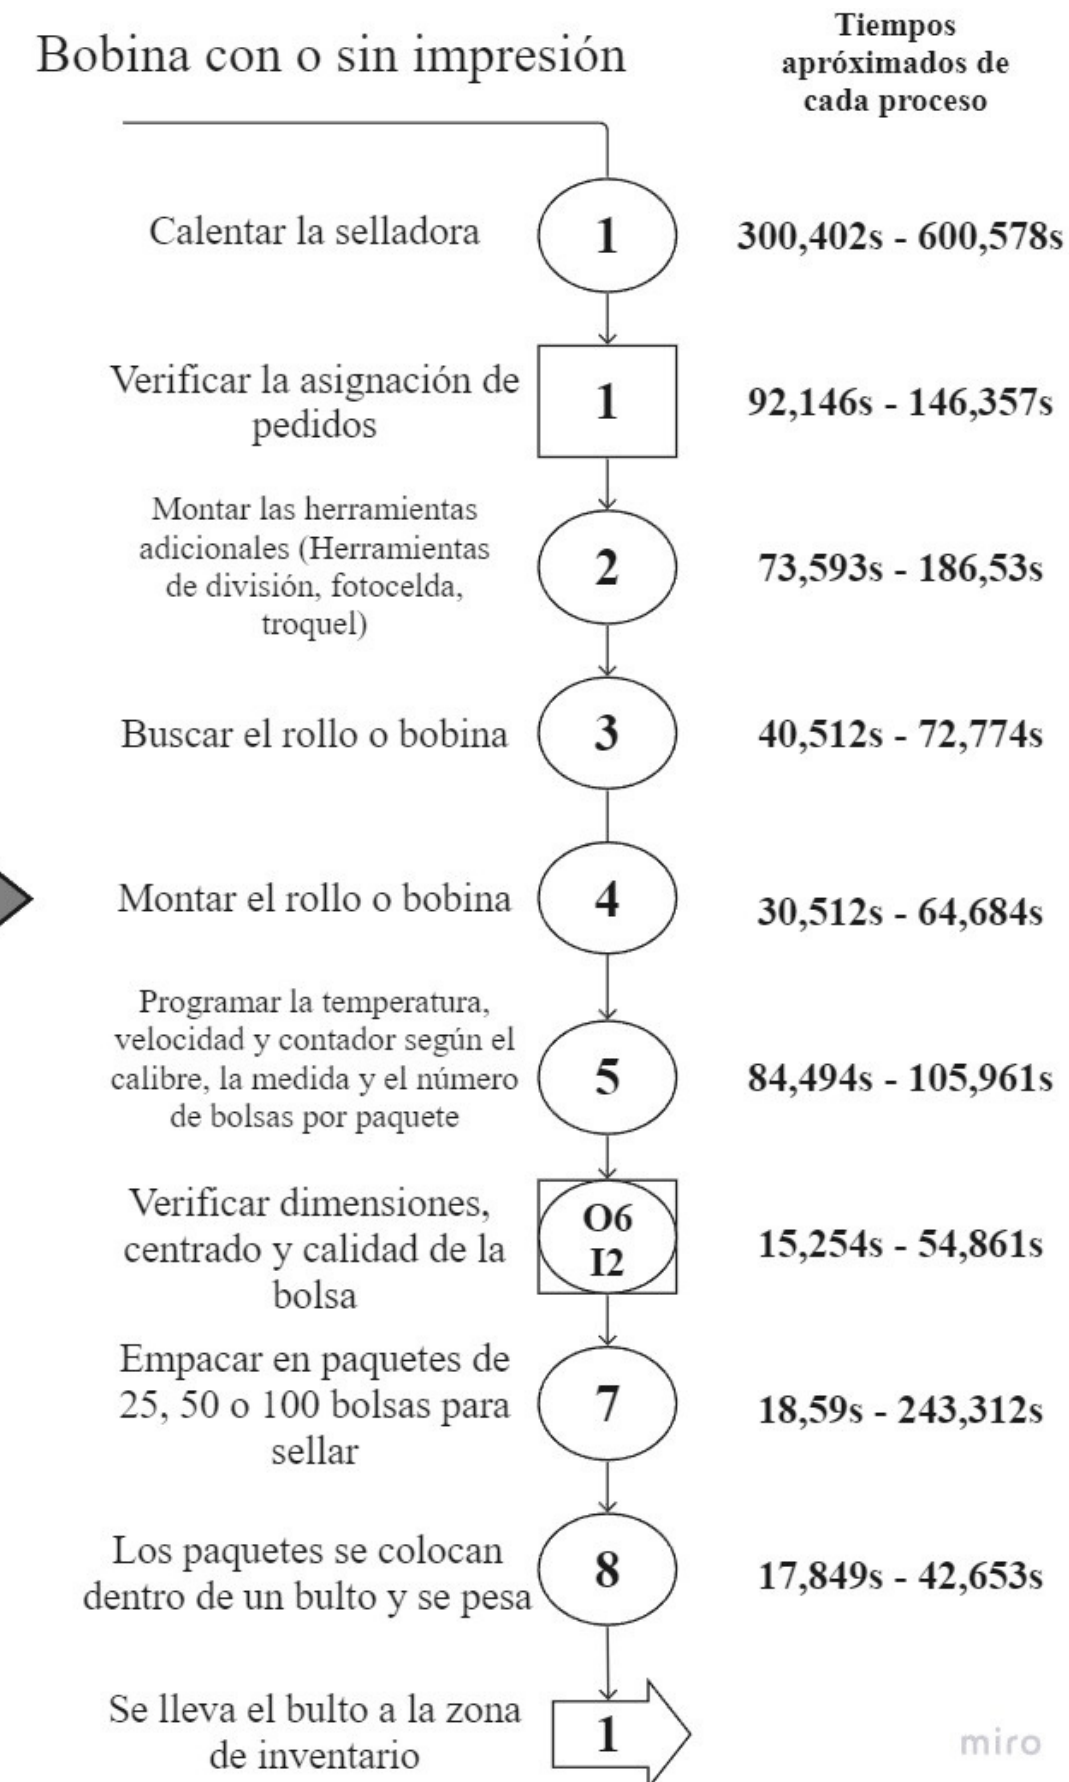 Bobina con o sin impresión
Tiempos
apróximados de
cada proceso
Calentar la selladora
1
300,402s - 600,578s
Verificar la asignación de
pedidos
1
92,146s - 146,357s
Montar las herramientas
adicionales (Herramientas
de división, fotocelda,
troquel)
2
73,593s - 186,53s
Buscar el rollo o bobina
3
40,512s - 72,774s
Montar el rollo o bobina
4
30,512s - 64,684s
Programar la temperatura,
velocidad y contador según el
calibre, la medida y el número
de bolsas por paquete
5
84,494s - 105,961s
Verificar dimensiones,
centrado y calidad de la
bolsa
O6
I2
15,254s - 54,861s
Empacar en paquetes de
25, 50 o 100 bolsas para
sellar
7
18,59s - 243,312s
Los paquetes se colocan
dentro de un bulto y se pesa
8
17,849s - 42,653s
Se lleva el bulto a la zona
de inventario
1
miro